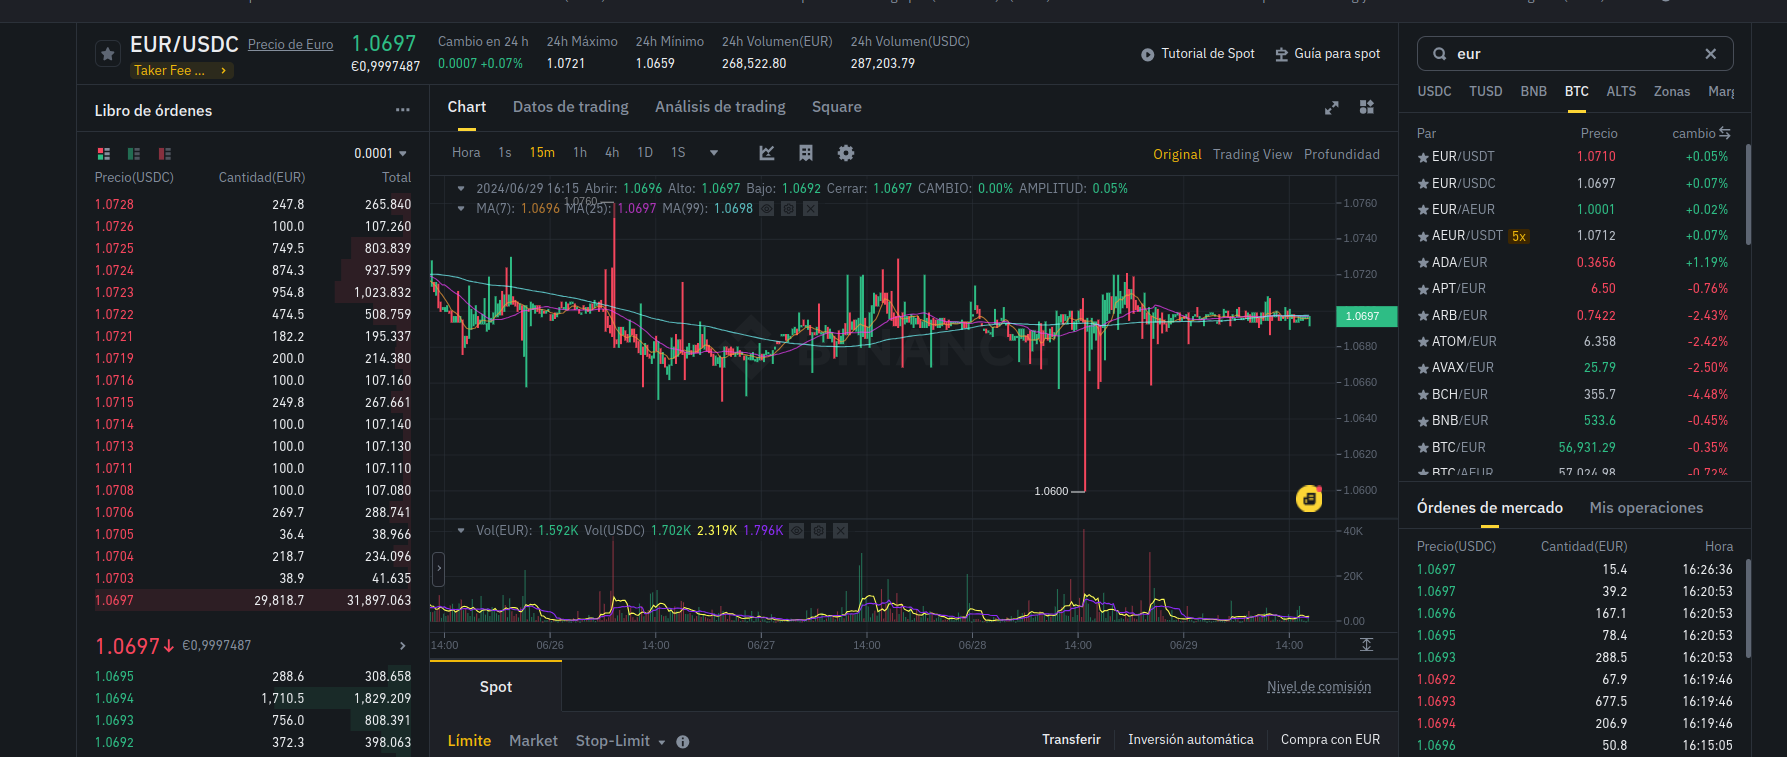 EUR/USDC Precio de Euro
Taker Fee ... ›
1.0697
€0,9997487
Cambio en 24 h
0.0007 +0.07%
24h Máximo
1.0721
24h Mínimo
1.0659
24h Volumen(EUR)
268,522.80
24h Volumen(USDC)
287,203.79
Tutorial de Spot
Guía para spot
Libro de órdenes
0.0001
Precio(USDC) Cantidad(EUR) Total
1.0728 247.8 265.840
1.0726 100.0 107.260
1.0725 749.5 803.839
1.0724 874.3 937.599
1.0723 954.8 1,023.832
1.0722 474.5 508.759
1.0721 182.2 195.337
1.0719 200.0 214.380
1.0716 100.0 107.160
1.0715 249.8 267.661
1.0714 100.0 107.140
1.0713 100.0 107.130
1.0711 100.0 107.110
1.0708 100.0 107.080
1.0706 269.7 288.741
1.0705 36.4 38.966
1.0704 218.7 234.096
1.0703 38.9 41.635
1.0697 29,818.7 31,897.063
1.0697↓ €0,9997487
1.0695 288.6 308.658
1.0694 1,710.5 1,829.209
1.0693 756.0 808.391
1.0692 372.3 398.063
Chart Datos de trading Análisis de trading Square
Hora 1s 15m 1h 4h 1D 1S
Original Trading View Profundidad
2024/06/29 16:15 Abrir: 1.0696 Alto: 1.0697 Bajo: 1.0692 Cerrar: 1.0697 CAMBIO: 0.00% AMPLITUD: 0.05%
MA(7): 1.0696 MA(25): 1.0697 MA(99): 1.0698
1.0760
1.0600
BINANCE
1.0760
1.0740
1.0720
1.0697
1.0680
1.0660
1.0640
1.0620
1.0600
Vol(EUR): 1.592K Vol(USDC) 1.702K 2.319K 1.796K
40K
20K
0.00
14:00 06/26 14:00 06/27 14:00 06/28 14:00 06/29 14:00
Spot
Nivel de comisión
Límite Market Stop-Limit
Transferir Inversión automática Compra con EUR
eur
USDC TUSD BNB BTC ALTS Zonas Marg
Par Precio cambio
EUR/USDT 1.0710 +0.05%
EUR/USDC 1.0697 +0.07%
EUR/AEUR 1.0001 +0.02%
AEUR/USDT 5x 1.0712 +0.07%
ADA/EUR 0.3656 +1.19%
APT/EUR 6.50 -0.76%
ARB/EUR 0.7422 -2.43%
ATOM/EUR 6.358 -2.42%
AVAX/EUR 25.79 -2.50%
BCH/EUR 355.7 -4.48%
BNB/EUR 533.6 -0.45%
BTC/EUR 56,931.29 -0.35%
BTC/AEUR 57,024.98 -0.72%
Órdenes de mercado Mis operaciones
Precio(USDC) Cantidad(EUR) Hora
1.0697 15.4 16:26:36
1.0697 39.2 16:20:53
1.0696 167.1 16:20:53
1.0695 78.4 16:20:53
1.0693 288.5 16:20:53
1.0692 67.9 16:19:46
1.0693 677.5 16:19:46
1.0694 206.9 16:19:46
1.0696 50.8 16:15:05